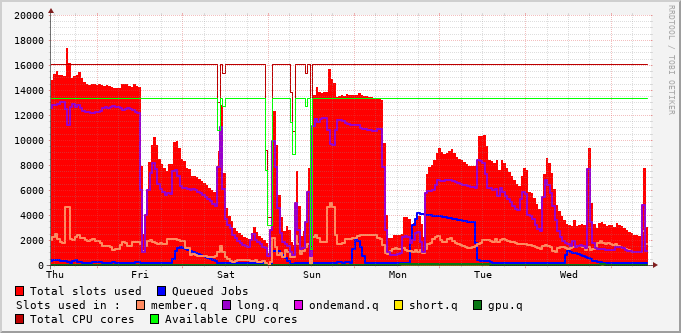 20000
18000
16000
14000
12000
10000
8000
6000
4000
2000
0
Thu Fri Sat Sun Mon Tue Wed
RRDTOOL / TOBI OETIKER
Total slots used Queued Jobs
Slots used in : member.q long.q ondemand.q short.q gpu.q
Total CPU cores Available CPU cores